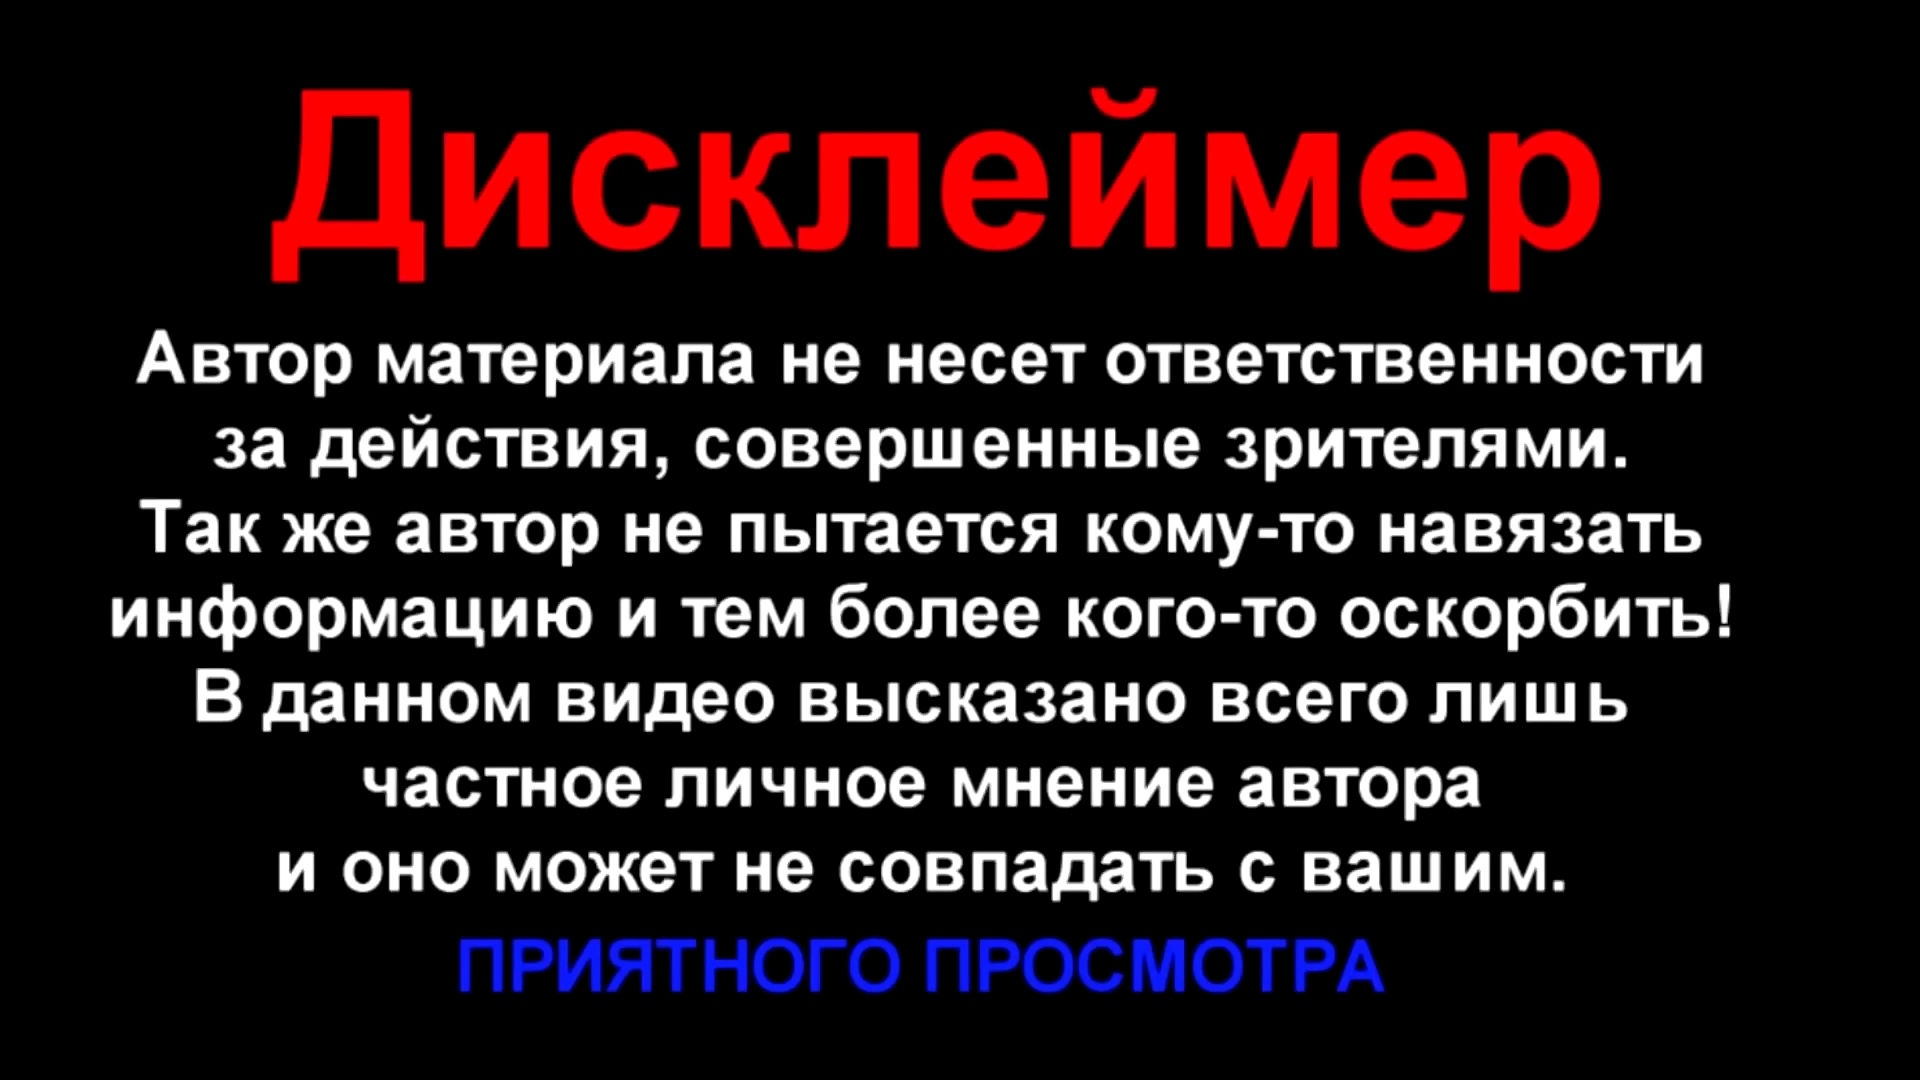 Дисклеймер
Автор материала не несет ответственности
за действия, совершенные зрителями.
Так же автор не пытается кому-то навязать
информацию и тем более кого-то оскорбить!
В данном видео высказано всего лишь
частное личное мнение автора
и оно может не совпадать с вашим.
ПРИЯТНОГО ПРОСМОТРА